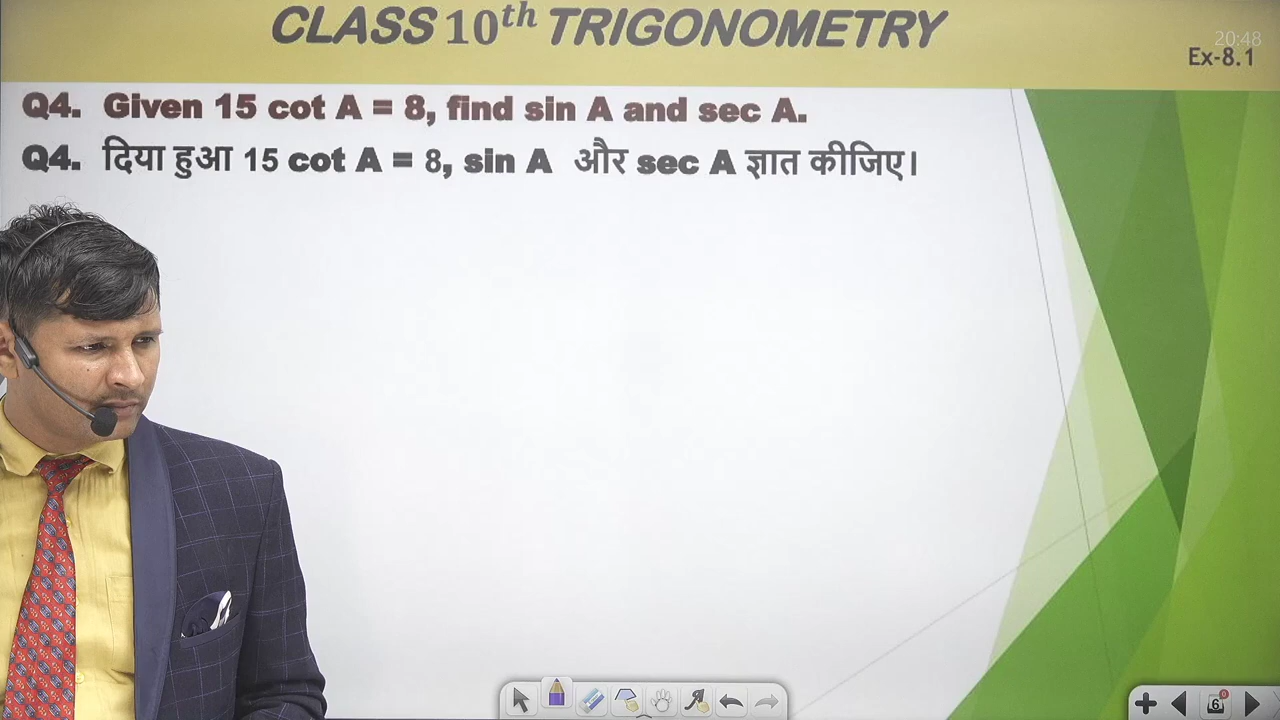 CLASS 10th TRIGONOMETRY
20:48
Ex-8.1
Q4. Given 15 cot A = 8, find sin A and sec A.
Q4. दिया हुआ 15 cot A = 8, sin A और sec A ज्ञात कीजिए।
6